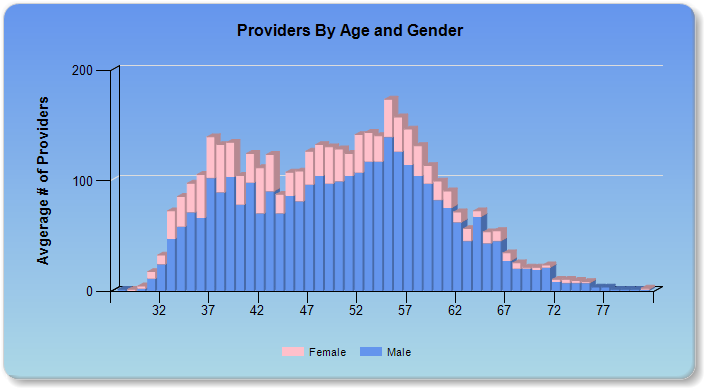 Providers By Age and Gender
Avgerage # of Providers
200
100
0
32 37 42 47 52 57 62 67 72 77
Female Male